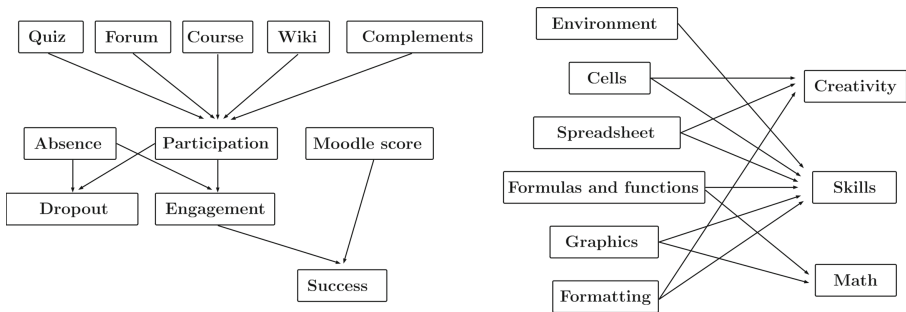 Quiz
Forum
Course
Wiki
Complements
Absence
Participation
Moodle score
Dropout
Engagement
Success
Environment
Cells
Spreadsheet
Formulas and functions
Graphics
Formatting
Creativity
Skills
Math